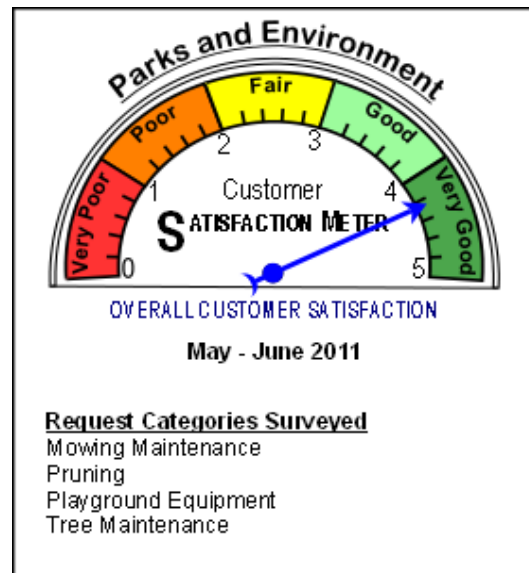 Parks and Environment
Very Poor
Poor
Fair
Good
Very Good
0
1
2
3
4
5
Customer
SATISFACTION METER
OVERALL CUSTOMER SATISFACTION
May - June 2011
Request Categories Surveyed
Mowing Maintenance
Pruning
Playground Equipment
Tree Maintenance